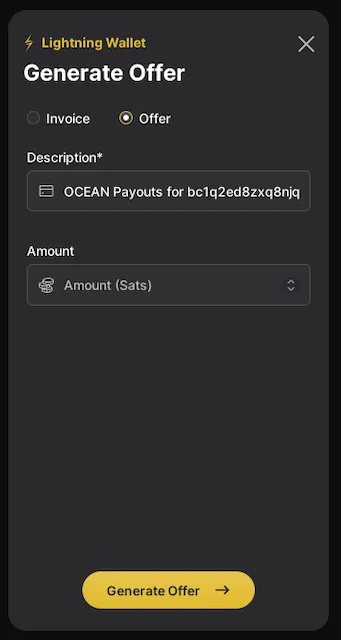 Lightning Wallet
Generate Offer
Invoice
Offer
Description*
OCEAN Payouts for bc1q2ed8zxq8njq
Amount
Amount (Sats)
Generate Offer →